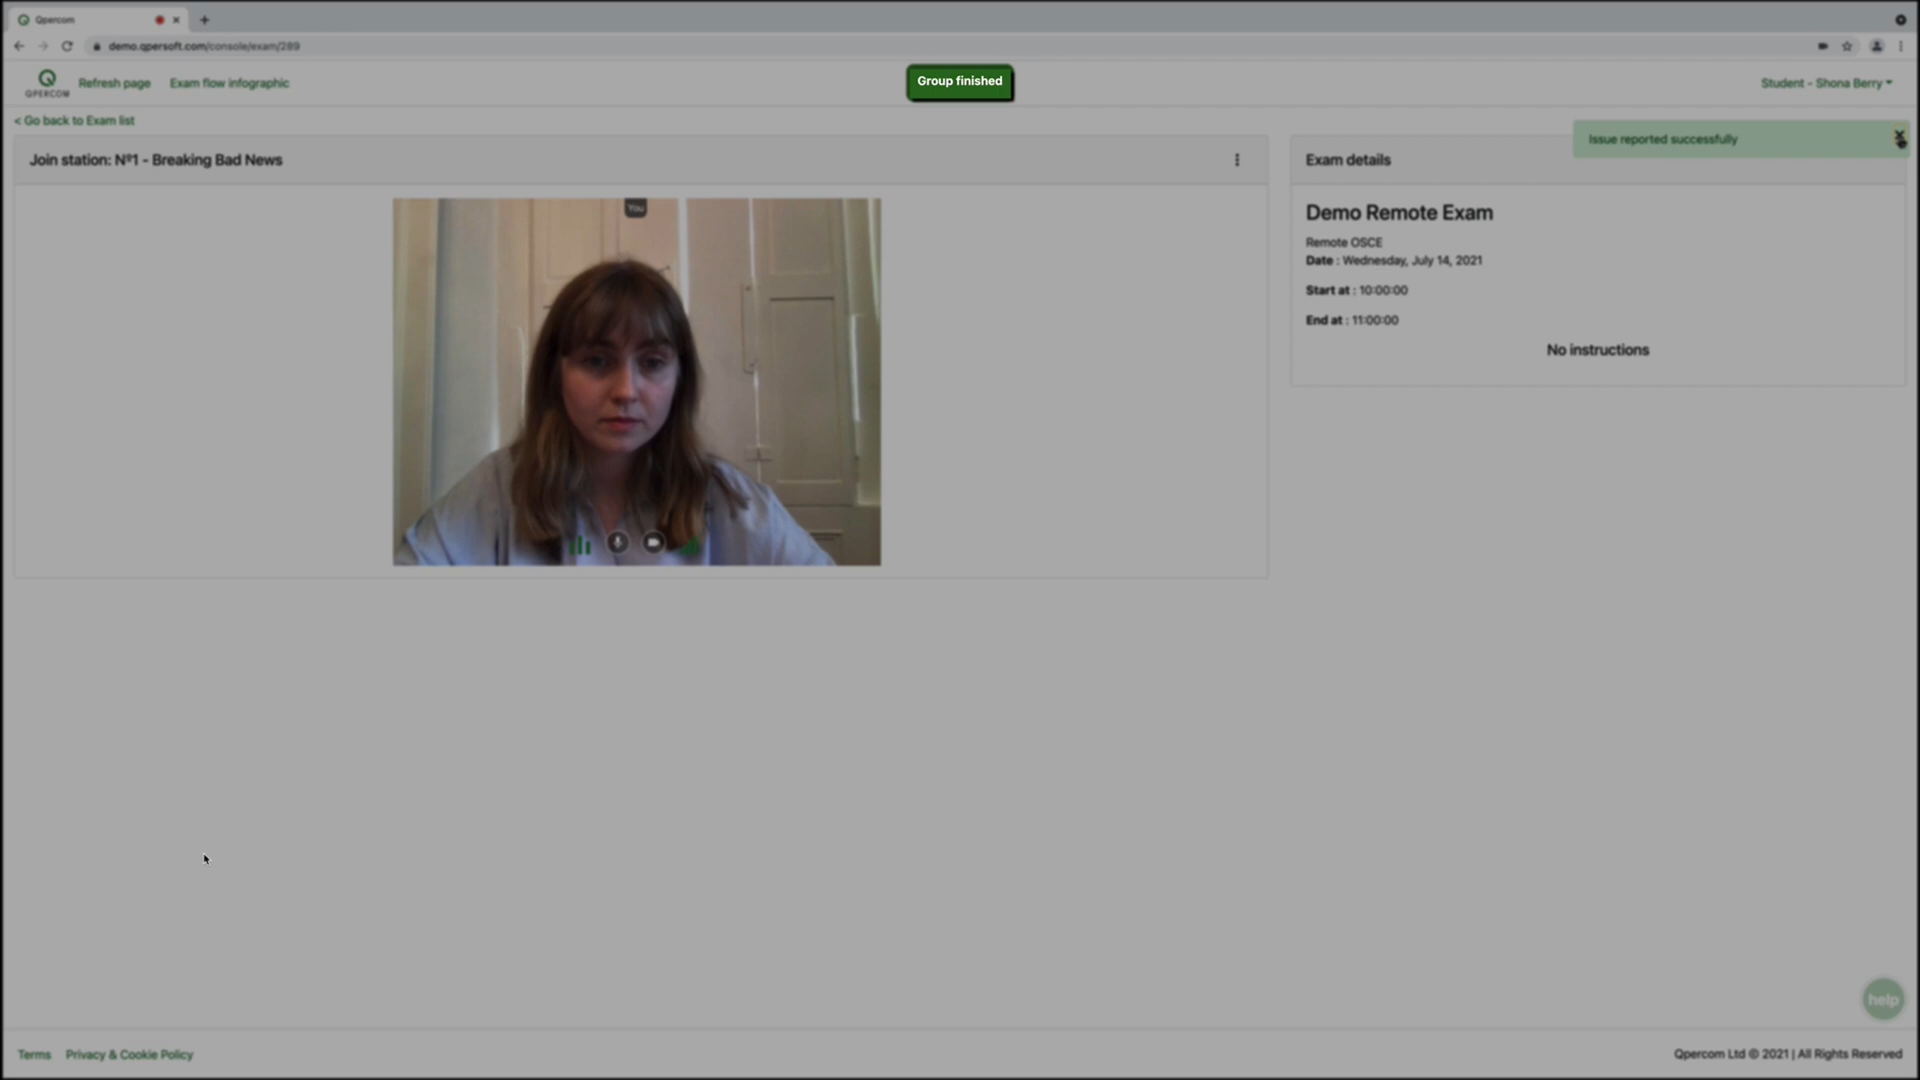 Qpercom
demo.qpersoft.com/console/exam/289
QPERCOM
Refresh page
Exam flow infographic
Group finished
Student - Shona Berry
< Go back to Exam list
Issue reported successfully
Join station: Nº1 - Breaking Bad News
Exam details
You
Demo Remote Exam
Remote OSCE
Date : Wednesday, July 14, 2021
Start at : 10:00:00
End at : 11:00:00
No instructions
help
Terms
Privacy & Cookie Policy
Qpercom Ltd © 2021 | All Rights Reserved